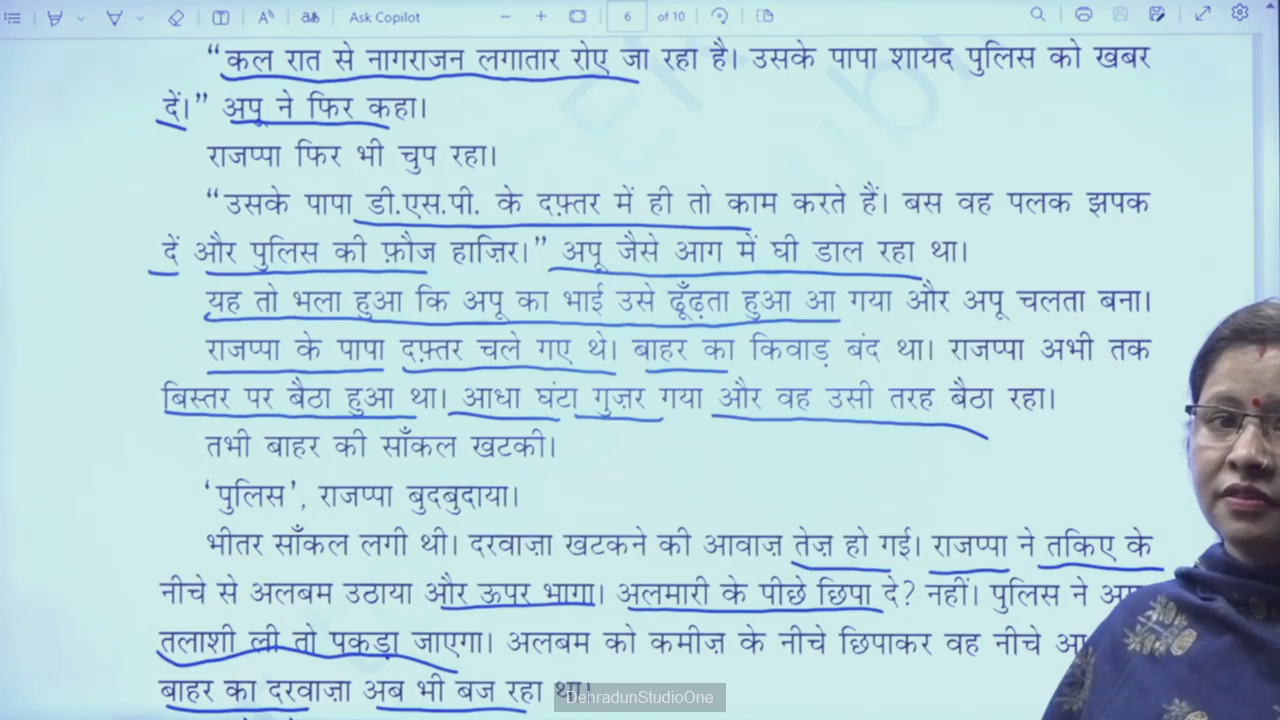 Ask Copilot
6 of 10
“कल रात से नागराजन लगातार रोए जा रहा है। उसके पापा शायद पुलिस को खबर
दें।” अपू ने फिर कहा।
राजप्पा फिर भी चुप रहा।
“उसके पापा डी.एस.पी. के दफ़्तर में ही तो काम करते हैं। बस वह पलक झपक
दें और पुलिस की फ़ौज हाज़िर।” अपू जैसे आग में घी डाल रहा था।
यह तो भला हुआ कि अपू का भाई उसे ढूँढ़ता हुआ आ गया और अपू चलता बना।
राजप्पा के पापा दफ़्तर चले गए थे। बाहर का किवाड़ बंद था। राजप्पा अभी तक
बिस्तर पर बैठा हुआ था। आधा घंटा गुज़र गया और वह उसी तरह बैठा रहा।
तभी बाहर की साँकल खटकी।
‘पुलिस’, राजप्पा बुदबुदाया।
भीतर साँकल लगी थी। दरवाज़ा खटकने की आवाज़ तेज़ हो गई। राजप्पा ने तकिए के
नीचे से अलबम उठाया और ऊपर भागा। अलमारी के पीछे छिपा दे? नहीं। पुलिस ने
तलाशी ली तो पकड़ा जाएगा। अलबम को कमीज़ के नीचे छिपाकर वह नीचे
बाहर का दरवाज़ा अब भी बज रहा था।
DehradunStudioOne